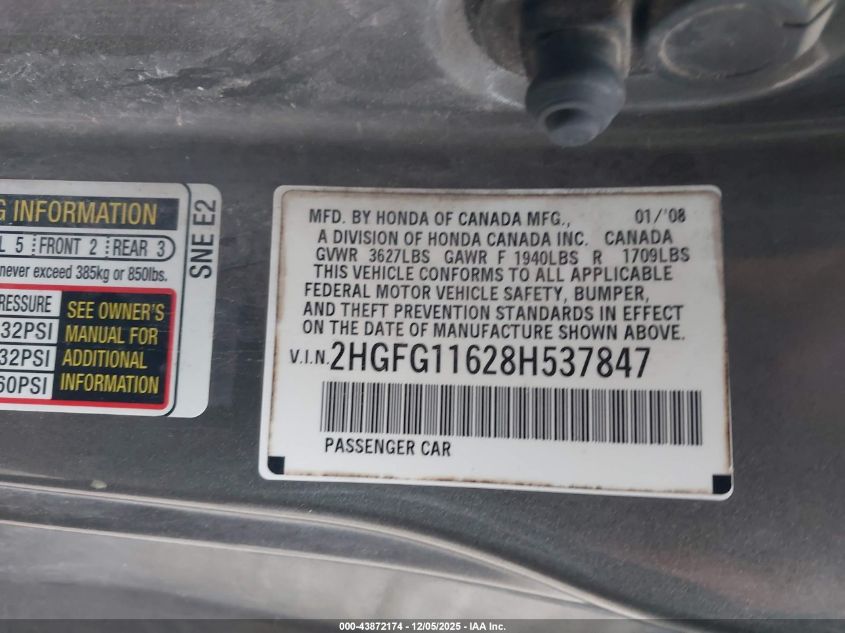 G INFORMATION
L 5 FRONT 2 REAR 3
never exceed 385kg or 850lbs.
RESSURE
32PSI
32PSI
60PSI
SEE OWNER'S
MANUAL FOR
ADDITIONAL
INFORMATION
SNE E2
MFD. BY HONDA OF CANADA MFG., 01/'08
A DIVISION OF HONDA CANADA INC. CANADA
GVWR 3627LBS GAWR F 1940LBS R 1709LBS
THIS VEHICLE CONFORMS TO ALL APPLICABLE
FEDERAL MOTOR VEHICLE SAFETY, BUMPER,
AND THEFT PREVENTION STANDARDS IN EFFECT
ON THE DATE OF MANUFACTURE SHOWN ABOVE.
V.I.N. 2HGFG11628H537847
PASSENGER CAR
000-43872174 - 12/05/2025 - IAA Inc.